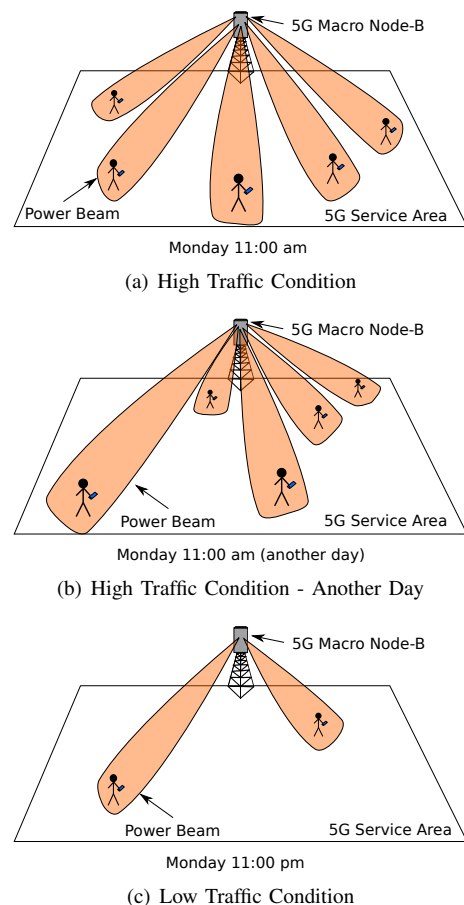 5G Macro Node-B
Power Beam
5G Service Area
Monday 11:00 am
(a) High Traffic Condition
5G Macro Node-B
Power Beam
5G Service Area
Monday 11:00 am (another day)
(b) High Traffic Condition - Another Day
5G Macro Node-B
Power Beam
5G Service Area
Monday 11:00 pm
(c) Low Traffic Condition